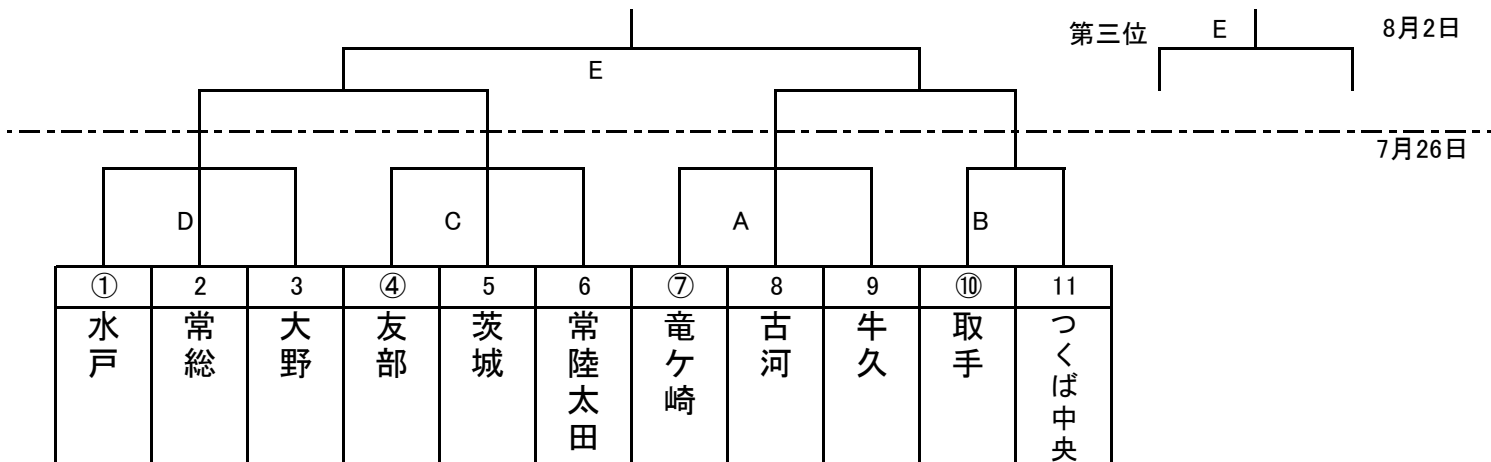 第三位 E 8月2日
E
7月26日
D C A B
① 2 3 ④ 5 6 ⑦ 8 9 ⑩ 11
水戸
常総
大野
友部
茨城
常陸太田
竜ケ崎
古河
牛久
取手
つくば中央